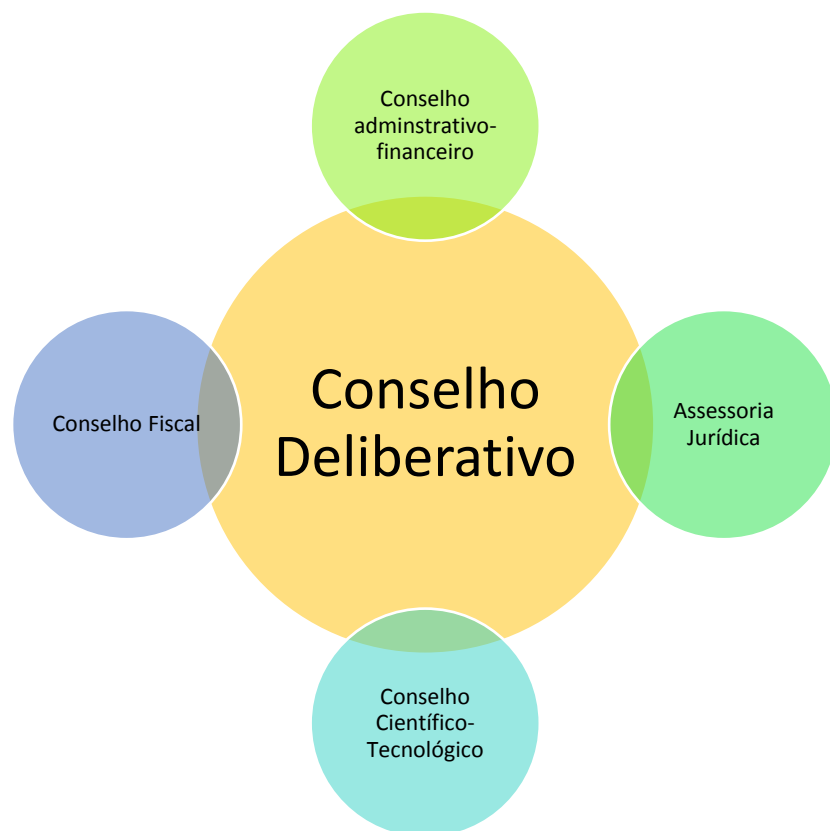 Conselho
adminstrativo-
financeiro
Conselho Fiscal
Conselho
Deliberativo
Assessoria
Jurídica
Conselho
Científico-
Tecnológico